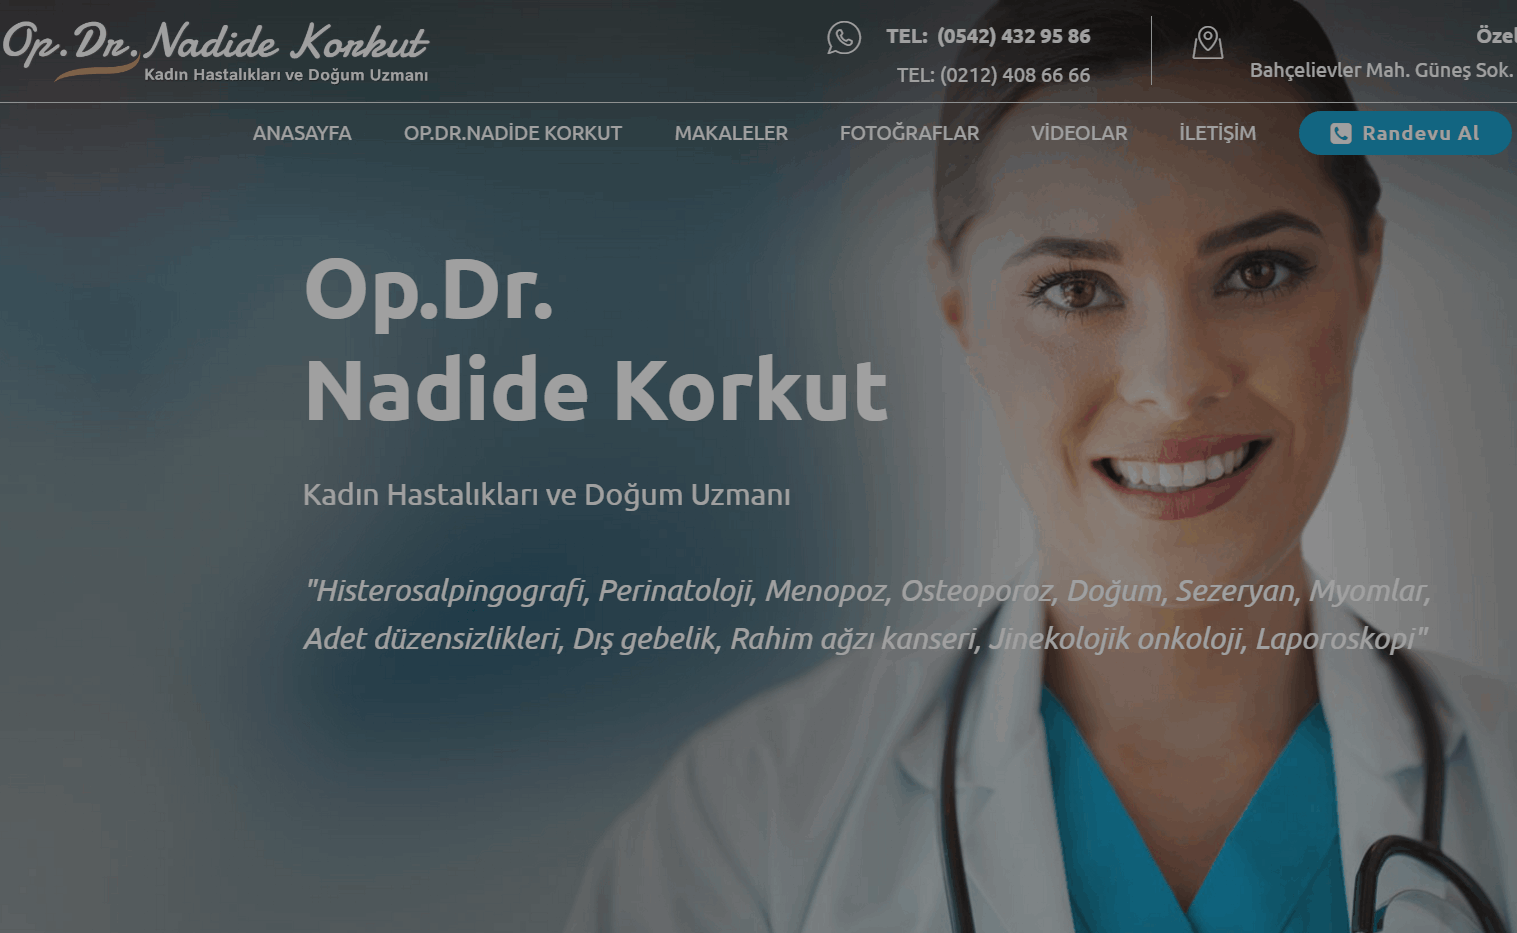 Op.Dr. Nadide Korkut
Kadın Hastalıkları ve Doğum Uzmanı
TEL: (0542) 432 95 86
TEL: (0212) 408 66 66
Özel
Bahçelievler Mah. Güneş Sok.
ANASAYFA OP.DR.NADİDE KORKUT MAKALELER FOTOĞRAFLAR VİDEOLAR İLETİŞİM Randevu Al
Op.Dr.
Nadide Korkut
Kadın Hastalıkları ve Doğum Uzmanı
"Histerosalpingografi, Perinatoloji, Menopoz, Osteoporoz, Doğum, Sezeryan, Myomlar,
Adet düzensizlikleri, Dış gebelik, Rahim ağzı kanseri, Jinekolojik onkoloji, Laporoskopi"